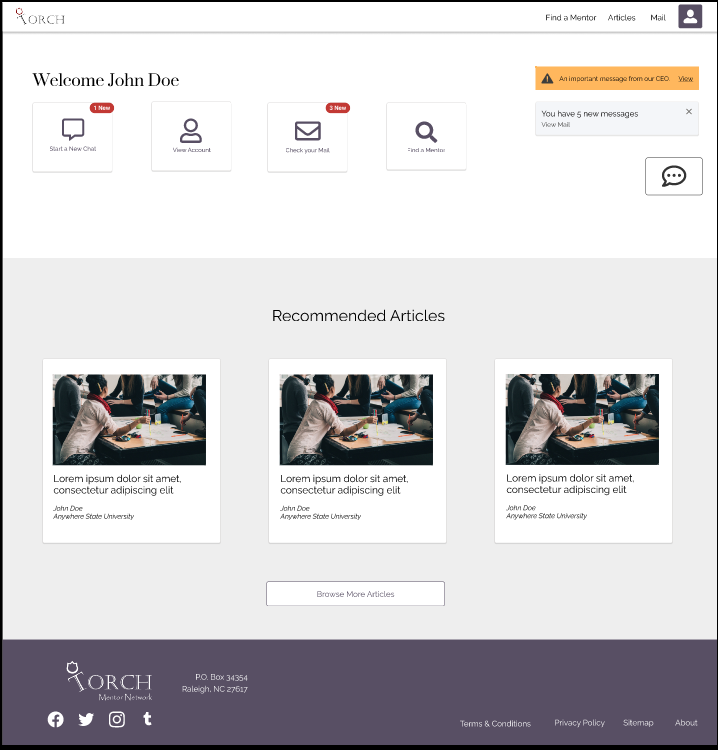 TORCH
Find a Mentor Articles Mail
Welcome John Doe
1 New
Start a New Chat
View Account
3 New
Check your Mail
Find a Mentor
An important message from our CEO. View
You have 5 new messages
View Mail
Recommended Articles
Lorem ipsum dolor sit amet,
consectetur adipiscing elit
John Doe
Anywhere State University
Lorem ipsum dolor sit amet,
consectetur adipiscing elit
John Doe
Anywhere State University
Lorem ipsum dolor sit amet,
consectetur adipiscing elit
John Doe
Anywhere State University
Browse More Articles
TORCH
Mentor Network
P.O. Box 34354
Raleigh, NC 27617
Terms & Conditions Privacy Policy Sitemap About